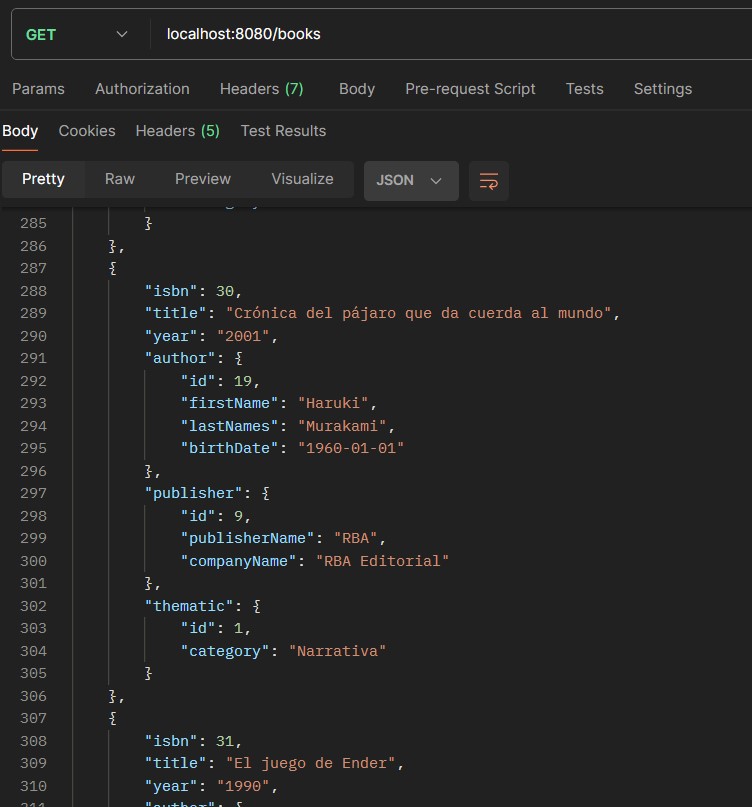 GET localhost:8080/books
Params Authorization Headers (7) Body Pre-request Script Tests Settings
Body Cookies Headers (5) Test Results
Pretty Raw Preview Visualize JSON
285 }
286 },
287 {
288 "isbn": 30,
289 "title": "Crónica del pájaro que da cuerda al mundo",
290 "year": "2001",
291 "author": {
292 "id": 19,
293 "firstName": "Haruki",
294 "lastNames": "Murakami",
295 "birthDate": "1960-01-01"
296 },
297 "publisher": {
298 "id": 9,
299 "publisherName": "RBA",
300 "companyName": "RBA Editorial"
301 },
302 "thematic": {
303 "id": 1,
304 "category": "Narrativa"
305 }
306 },
307 {
308 "isbn": 31,
309 "title": "El juego de Ender",
310 "year": "1990",
311 "author": {